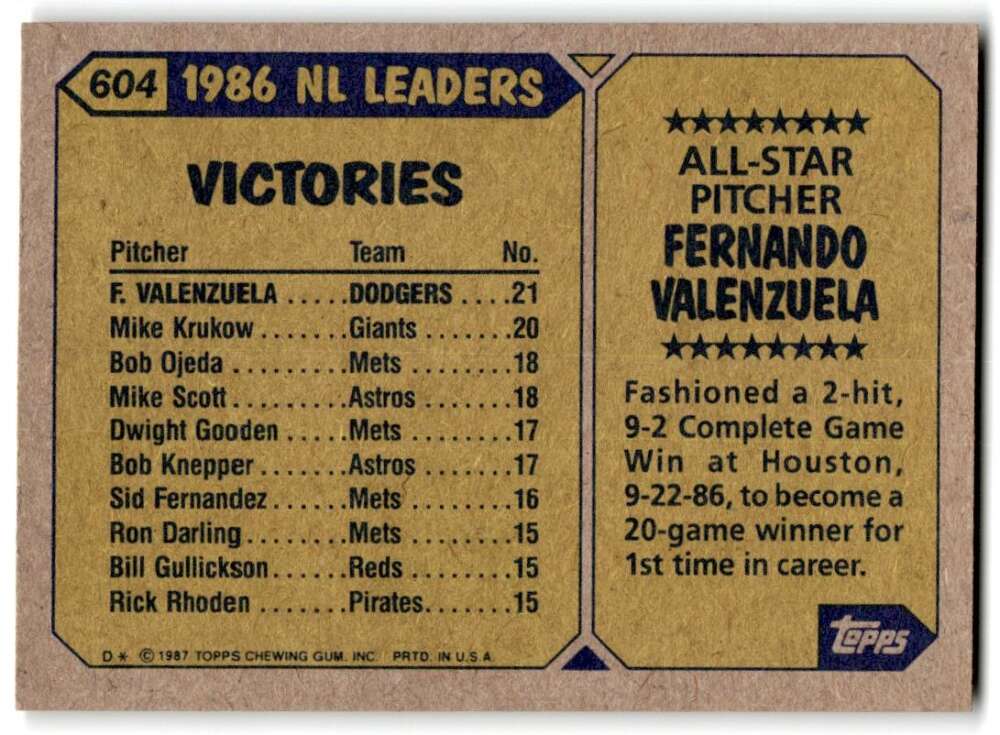 604 1986 NL LEADERS
VICTORIES
Pitcher Team No.
F. VALENZUELA .....DODGERS ....21
Mike Krukow.......Giants .......20
Bob Ojeda .........Mets ........18
Mike Scott.........Astros .......18
Dwight Gooden .....Mets ........17
Bob Knepper.......Astros .......17
Sid Fernandez......Mets ........16
Ron Darling........Mets ........15
Bill Gullickson......Reds ........15
Rick Rhoden .......Pirates.......15
D * © 1987 TOPPS CHEWING GUM. INC. PRTD. IN U.S.A.
ALL-STAR
PITCHER
FERNANDO
VALENZUELA
Fashioned a 2-hit,
9-2 Complete Game
Win at Houston,
9-22-86, to become a
20-game winner for
1st time in career.
TOPPS